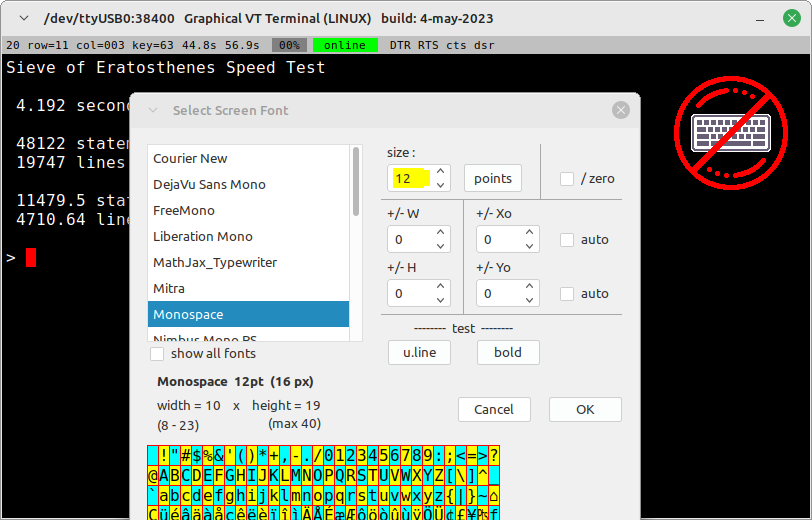 /dev/ttyUSB0:38400 Graphical VT Terminal (LINUX) build: 4-may-2023
20 row=11 col=003 key=63 44.8s 56.9s 00% online DTR RTS cts dsr
Sieve of Eratosthenes Speed Test
4.192 secon
48122 state
19747 lines
11479.5 sta
4710.64 line
>
Select Screen Font
Courier New
DejaVu Sans Mono
FreeMono
Liberation Mono
MathJax_Typewriter
Mitra
Monospace
Nimbus Mono PS
show all fonts
size :
12 points / zero
+/- W +/- Xo
0 0 auto
+/- H +/- Yo
0 0 auto
-------- test --------
u.line bold
Monospace 12pt (16 px)
width = 10 x height = 19
(8 - 23) (max 40)
Cancel OK
!"#$%&'()*+,-./0123456789:;<=>?
@ABCDEFGHIJKLMNOPQRSTUVWXYZ[\]^_
`abcdefghijklmnopqrstuvwxyz{|}~⌂
ÇüéâäàåçêëèïîìÄÅÉæÆôöòûùÿÖÜ¢£¥₧ƒ